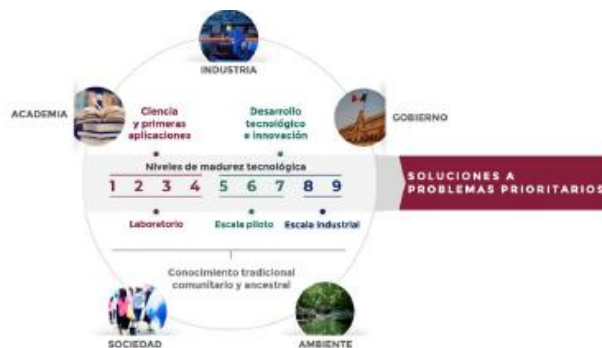 INDUSTRIA
ACADEMIA
Ciencia
y primeras
aplicaciones
Desarrollo
tecnológico
e innovación
GOBIERNO
Niveles de madurez tecnológica
1 2 3 4 5 6 7 8 9
SOLUCIONES A
PROBLEMAS PRIORITARIOS
Laboratorio
Escala piloto
Escala industrial
Conocimiento tradicional
comunitario y ancestral
SOCIEDAD
AMBIENTE